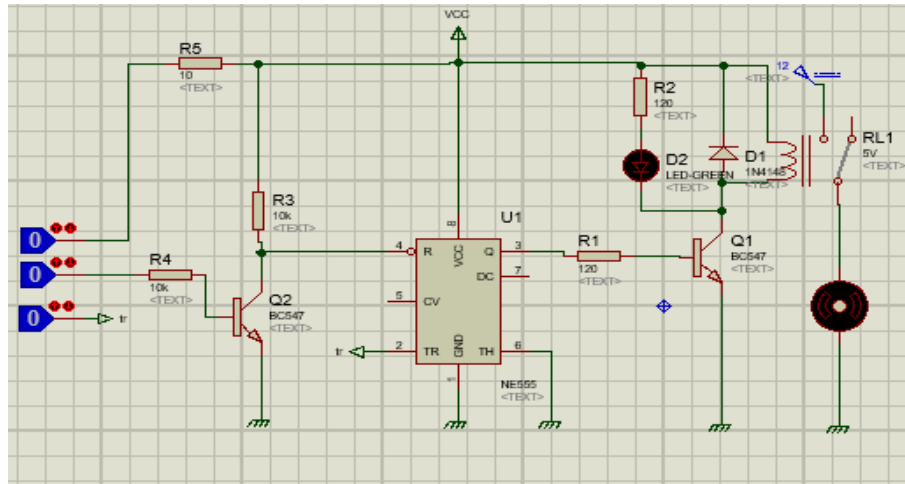 VCC
R5
10
<TEXT>
12
<TEXT>
R2
120
<TEXT>
RL1
5V
<TEXT>
D2
LED-GREEN
<TEXT>
D1
1N4148
<TEXT>
R3
10k
<TEXT>
U1
8
0
4
R
VCC
Q
3
R1
120
<TEXT>
Q1
BC547
<TEXT>
0
R4
10k
<TEXT>
DC
7
5
CV
Q2
BC547
<TEXT>
0
tr
tr
2
TR
GND
TH
6
1
NE555
<TEXT>